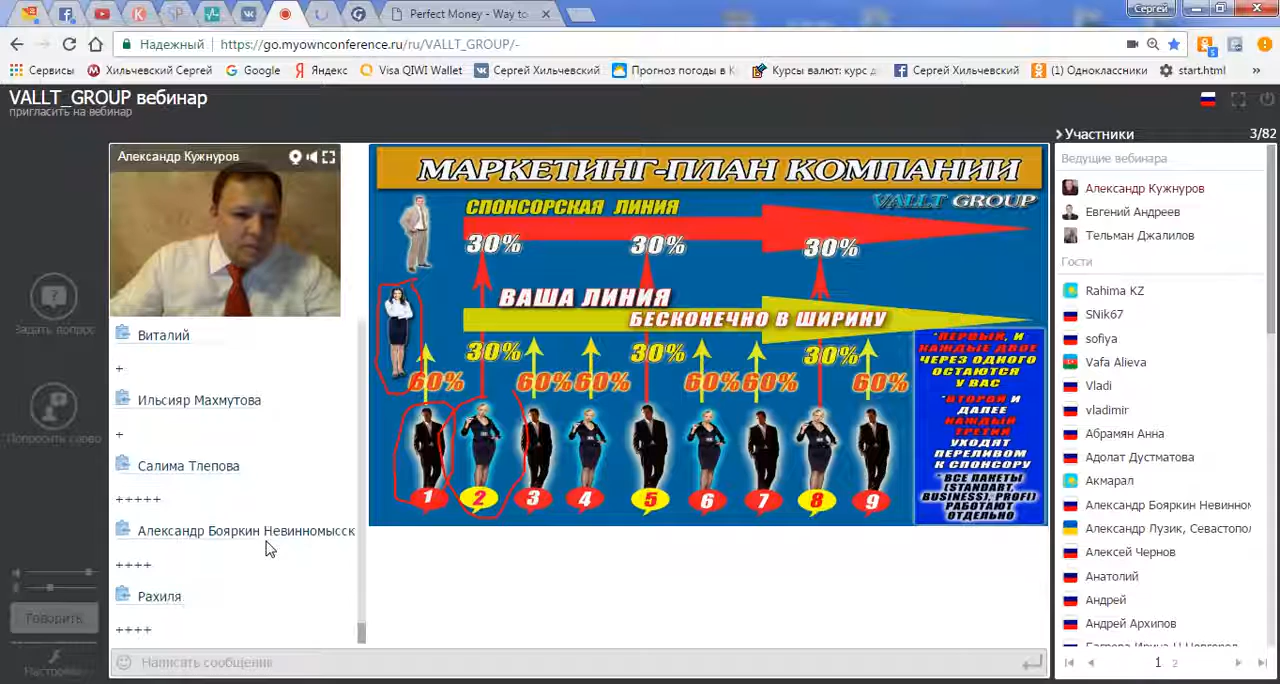 Perfect Money - Way to
Сергей
Надежный
https://go.myownconference.ru/ru/VALLT_GROUP/-
Сервисы
Хильчевский Сергей
Google
Яндекс
Visa QIWI Wallet
Сергей Хильчевский
Прогноз погоды в К
Курсы валют: курс д
Сергей Хильчевский
(1) Одноклассники
start.html
»
VALLT_GROUP вебинар
пригласить на вебинар
Задать вопрос
Попросить слово
Говорить
Настройки
Александр Кужнуров
Виталий
+
Ильсияр Махмутова
+
Салима Тлепова
+++++
Александр Бояркин Невинномысск
++++
Рахиля
++++
Написать сообщение
МАРКЕТИНГ-ПЛАН КОМПАНИИ
СПОНСОРСКАЯ ЛИНИЯ
VALLT GROUP
30% 30% 30%
ВАША ЛИНИЯ
БЕСКОНЕЧНО В ШИРИНУ
30% 30% 30%
60% 60% 60% 60% 60% 60%
1 2 3 4 5 6 7 8 9
*ПЕРВЫЙ, И
КАЖДЫЕ ДВОЕ
ЧЕРЕЗ ОДНОГО
ОСТАЮТСЯ
У ВАС
*ВТОРОЙ И
ДАЛЕЕ
КАЖДЫЙ
ТРЕТИЙ
УХОДЯТ
ПЕРЕЛИВОМ
К СПОНСОРУ
* ВСЕ ПАКЕТЫ
(STANDART,
BUSINESS), PROFI)
РАБОТАЮТ
ОТДЕЛЬНО
Участники 3/82
Ведущие вебинара
Александр Кужнуров
Евгений Андреев
Тельман Джалилов
Гости
Rahima KZ
SNik67
sofiya
Vafa Alieva
Vladi
vladimir
Абрамян Анна
Адолат Дустматова
Акмарал
Александр Бояркин Невинном
Александр Лузик, Севастопол
Алексей Чернов
Анатолий
Андрей
Андрей Архипов
Багрова Ирина Н.Новгород
1 2